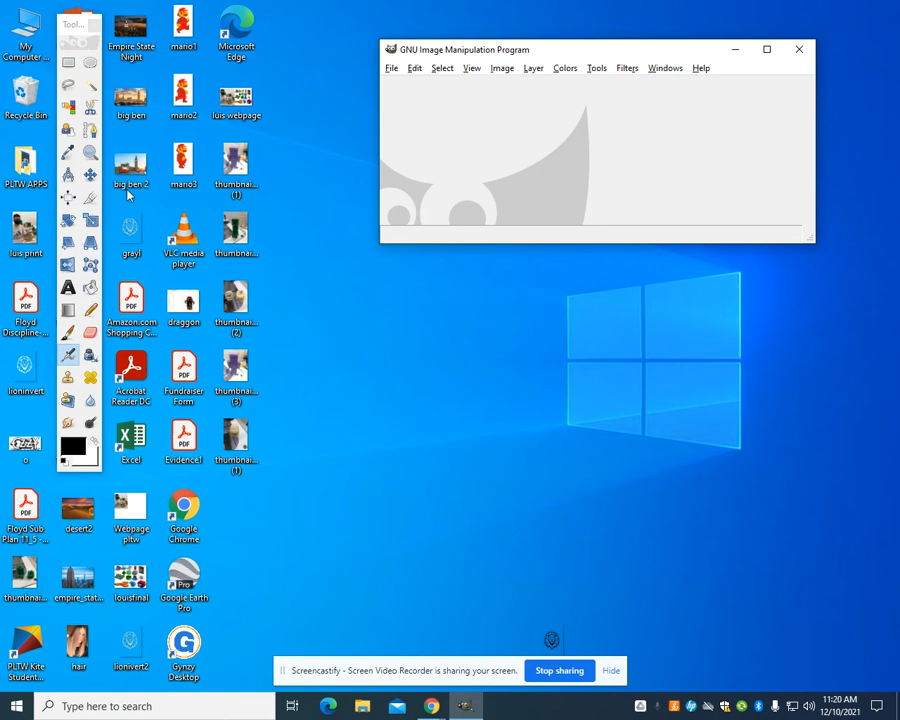 My
Computer ...
Recycle Bin
PLTW APPS
luis print
Floyd
Discipline-...
lioninvert
o
Floyd Sub
Plan 11_5 -...
thumbnai...
PLTW Kite
Student...
Tool...
desert2
empire_stat...
hair
Empire State
Night
big ben
big ben 2
grayl
Amazon.com
Shopping C...
Acrobat
Reader DC
Excel
Webpage
pltw
louisfinal
lionivert2
mario1
mario2
mario3
VLC media
player
draggon
Fundraiser
Form
Evidence1
Google
Chrome
Pro
Google Earth
Pro
Gynzy
Desktop
Microsoft
Edge
luis webpage
thumbnai...
(1)
thumbnai...
thumbnai...
(2)
thumbnai...
(3)
thumbnai...
(1)
GNU Image Manipulation Program
File Edit Select View Image Layer Colors Tools Filters Windows Help
Screencastify - Screen Video Recorder is sharing your screen. Stop sharing Hide
Type here to search
11:20 AM
12/10/2021